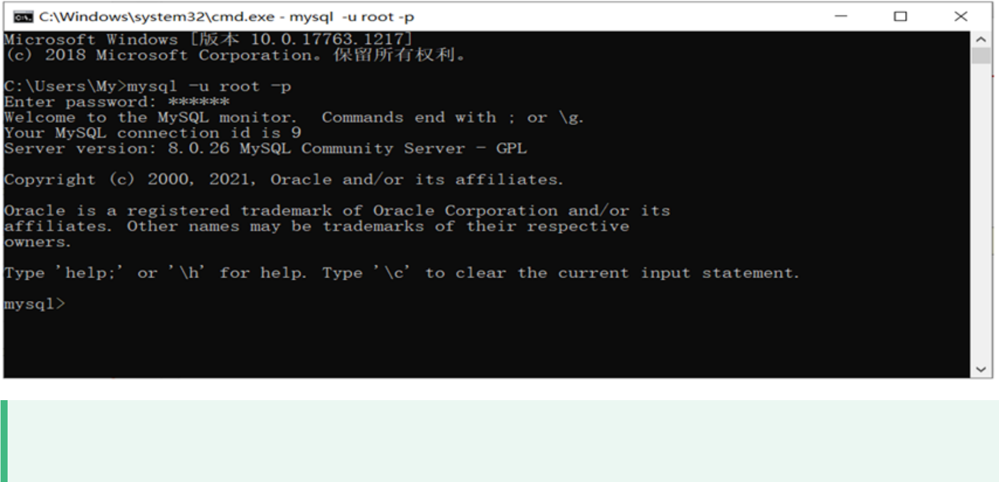 C:\Windows\system32\cmd.exe - mysql  -u root -p
Microsoft Windows [版本 10.0.17763.1217]
(c) 2018 Microsoft Corporation。保留所有权利。
C:\Users\My>mysql -u root -p
Enter password: ******
Welcome to the MySQL monitor.  Commands end with ; or \g.
Your MySQL connection id is 9
Server version: 8.0.26 MySQL Community Server - GPL
Copyright (c) 2000, 2021, Oracle and/or its affiliates.
Oracle is a registered trademark of Oracle Corporation and/or its
affiliates. Other names may be trademarks of their respective
owners.
Type 'help;' or '\h' for help. Type '\c' to clear the current input statement.
mysql>